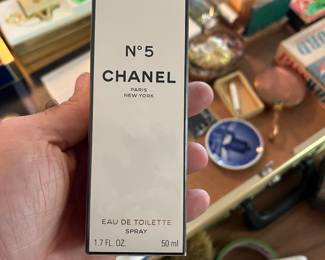 N°5
CHANEL
PARIS
NEW YORK
EAU DE TOILETTE
SPRAY
1.7 FL. OZ. 50 ml